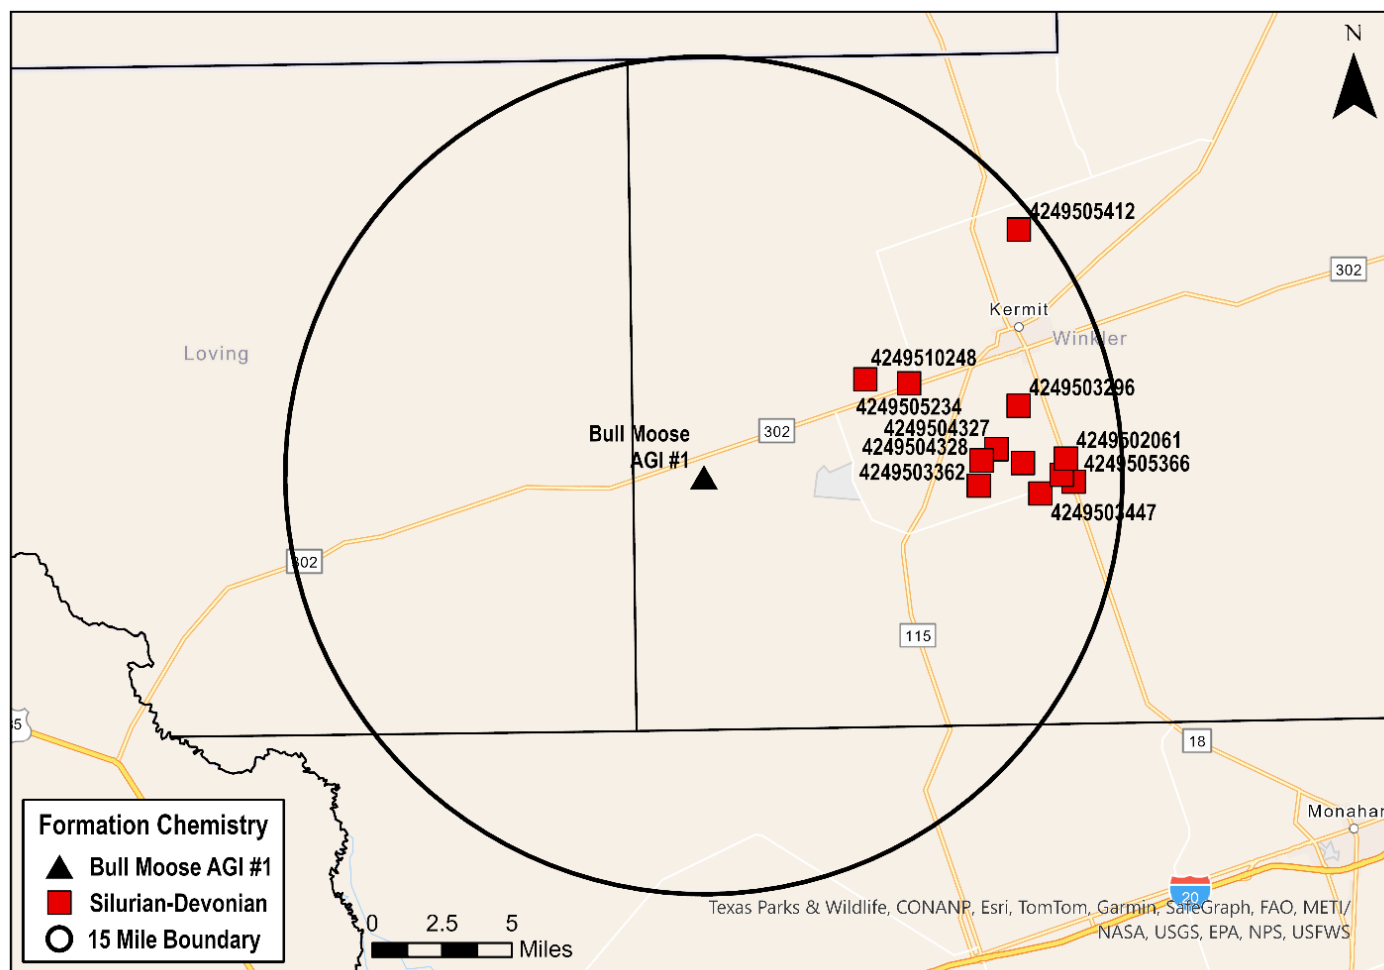 N
4249505412
302
Kermit
Winkler
Loving
4249510248
4249503296
4249505234
302
4249504327
Bull Moose
AGI #1
4249504328
4249502061
4249503362
4249505366
4249503447
302
115
18
Monahan
Formation Chemistry
Bull Moose AGI #1
Silurian-Devonian
15 Mile Boundary
0 2.5 5
Miles
20
Texas Parks & Wildlife, CONANP, Esri, TomTom, Garmin, SafeGraph, FAO, METI/
NASA, USGS, EPA, NPS, USFWS